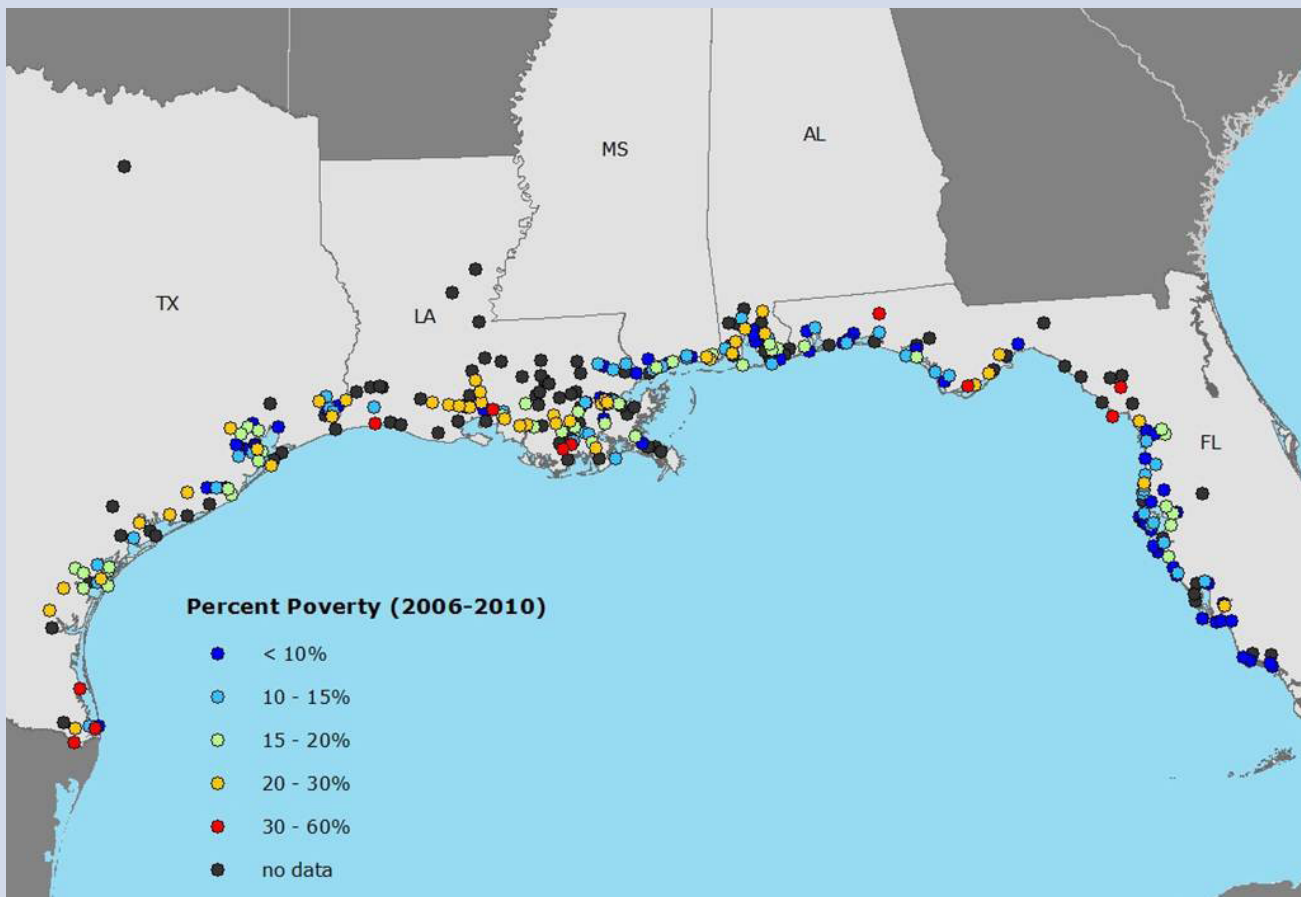 MS
AL
TX
LA
FL
Percent Poverty (2006-2010)
< 10%
10 - 15%
15 - 20%
20 - 30%
30 - 60%
no data